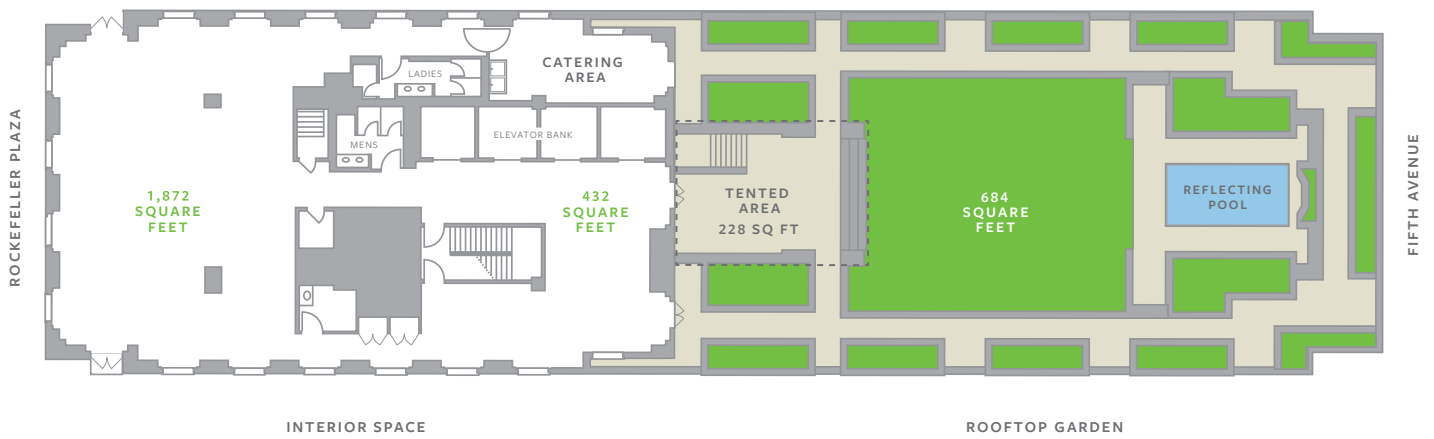 CATERING
AREA
LADIES
ELEVATOR BANK
MENS
ROCKEFELLER PLAZA
1,872
SQUARE
FEET
432
SQUARE
FEET
TENTED
AREA
228 SQ FT
684
SQUARE
FEET
REFLECTING
POOL
FIFTH AVENUE
INTERIOR SPACE
ROOFTOP GARDEN